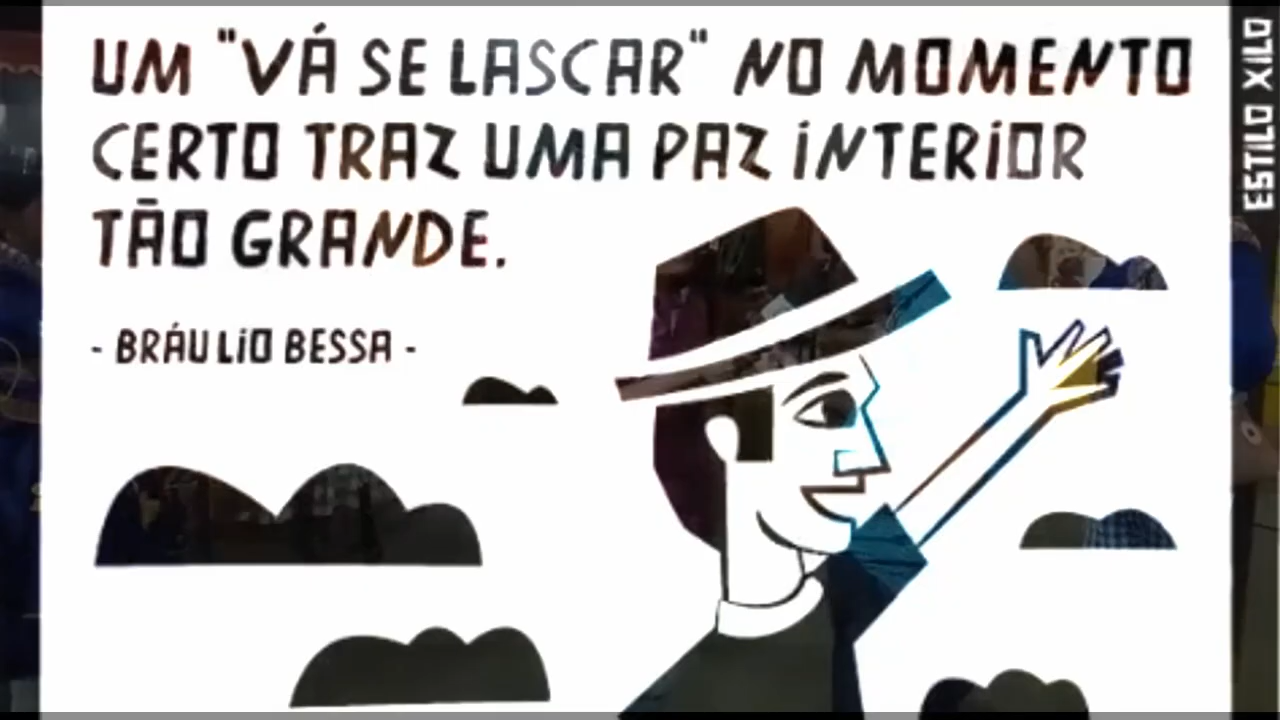 UM "VÁ SE LASCAR" NO MOMENTO
CERTO TRAZ UMA PAZ INTERIOR
TÃO GRANDE.
- BRÁULIO BESSA -
ESTILO XILO